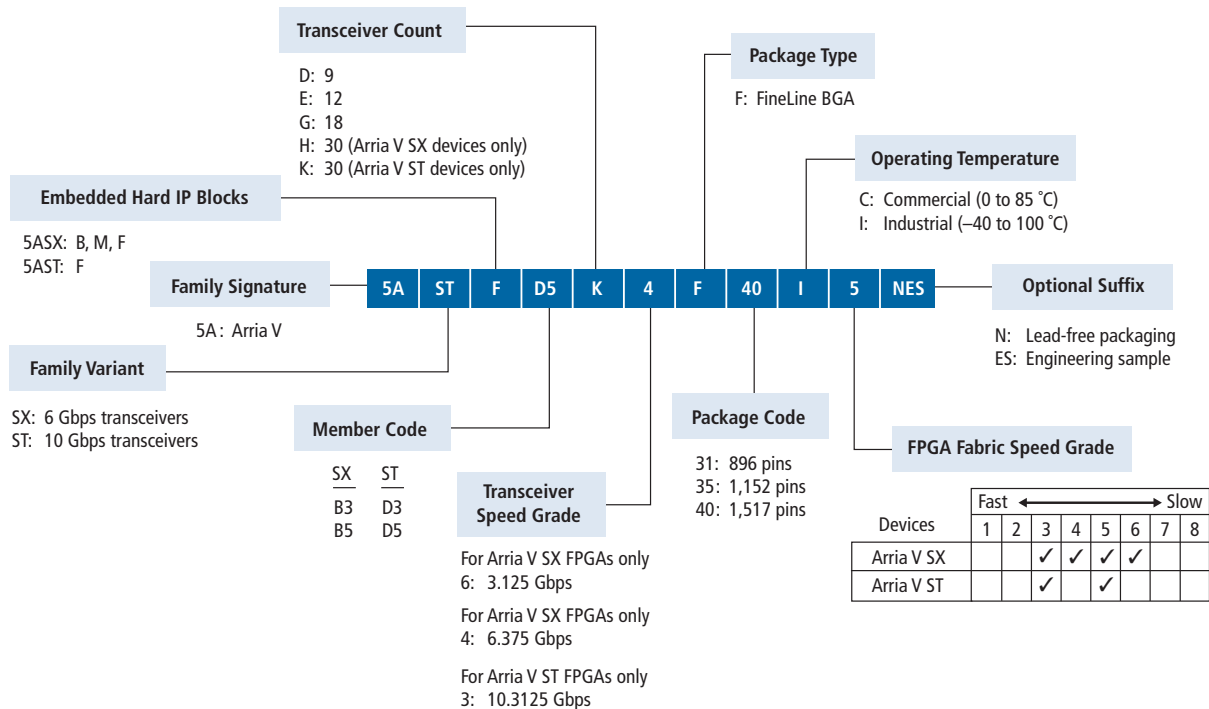 Transceiver Count
D: 9
E: 12
G: 18
H: 30 (Arria V SX devices only)
K: 30 (Arria V ST devices only)
Package Type
F: FineLine BGA
Operating Temperature
C: Commercial (0 to 85 ˚C)
I: Industrial (–40 to 100 ˚C)
Embedded Hard IP Blocks
5ASX: B, M, F
5AST: F
Family Signature
5A : Arria V
5A ST F D5 K 4 F 40 I 5 NES
Optional Suffix
N: Lead-free packaging
ES: Engineering sample
Family Variant
SX: 6 Gbps transceivers
ST: 10 Gbps transceivers
Member Code
SX ST
B3 D3
B5 D5
Transceiver
Speed Grade
For Arria V SX FPGAs only
6: 3.125 Gbps
For Arria V SX FPGAs only
4: 6.375 Gbps
For Arria V ST FPGAs only
3: 10.3125 Gbps
Package Code
31: 896 pins
35: 1,152 pins
40: 1,517 pins
FPGA Fabric Speed Grade
Fast Slow
Devices 1 2 3 4 5 6 7 8
Arria V SX ✓ ✓ ✓ ✓
Arria V ST ✓ ✓